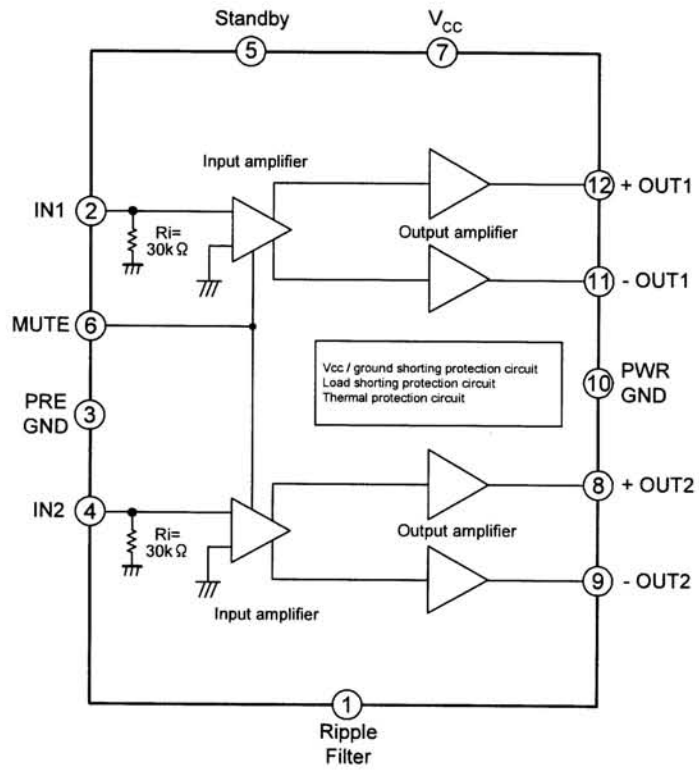 Standby
V_CC
5
7
Input amplifier
IN1
2
Ri=
30kΩ
12
+ OUT1
Output amplifier
11
- OUT1
MUTE
6
Vcc / ground shorting protection circuit
Load shorting protection circuit
Thermal protection circuit
10
PWR
GND
PRE
GND
3
IN2
4
Ri=
30kΩ
8
+ OUT2
Output amplifier
9
- OUT2
Input amplifier
1
Ripple
Filter